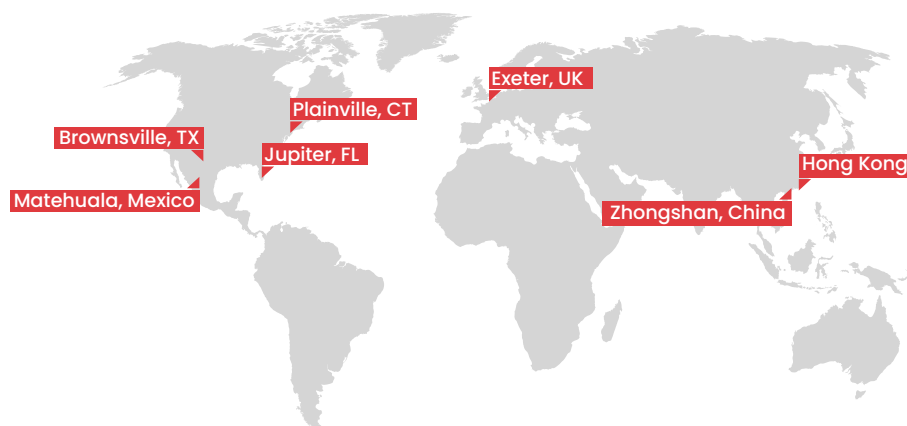 Exeter, UK
Plainville, CT
Brownsville, TX
Jupiter, FL
Hong Kong
Matehuala, Mexico
Zhongshan, China